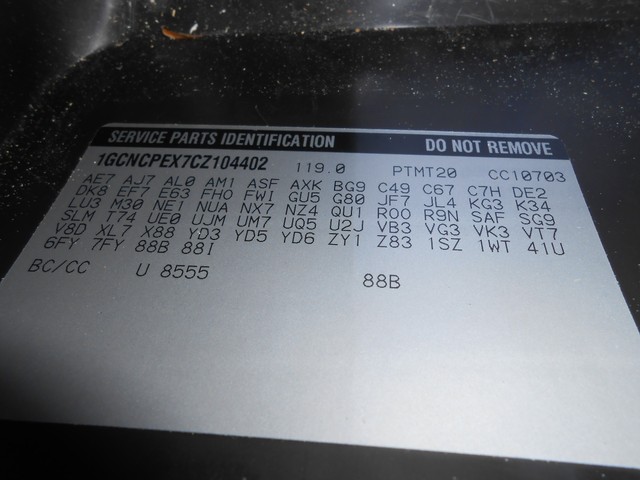 SERVICE PARTS IDENTIFICATION DO NOT REMOVE
1GCNCPEX7CZ104402 119.0 PTMT20 CC10703
AE7 AJ7 AL0 AM1 ASF AXK BG9 C49 C67 C7H DE2
DK8 EF7 E63 FHO FWI GU5 G80 JF7 JL4 KG3 K34
LU3 M30 NE1 NUA NX7 NZ4 QU1 R00 R9N SAF SG9
SLM T74 UE0 UJM UM7 UQ5 U2J VB3 VG3 VK3 VT7
V8D XL7 X88 YD3 YD5 YD6 ZY1 Z83 1SZ 1WT 41U
6FY 7FY 88B 88I
BC/CC U 8555 88B